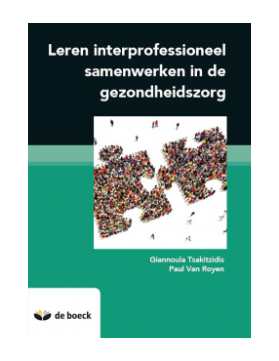 Leren interprofessioneel
samenwerken in de
gezondheidszorg
Giannoula Tsakitzidis
Paul Van Royen
de boeck